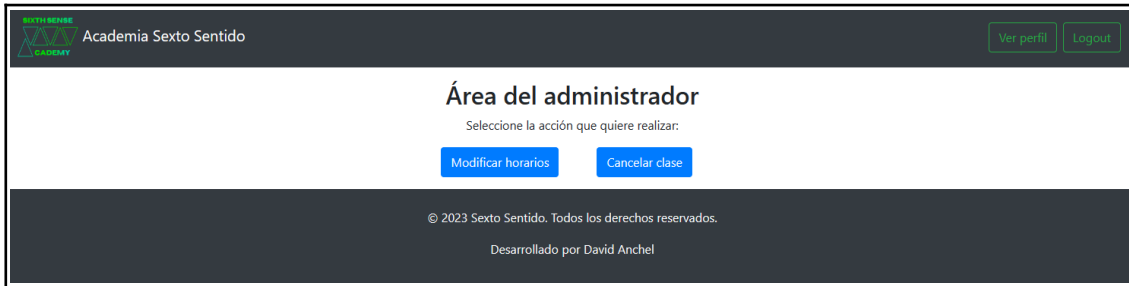 SIXTH SENSE
CADEMY
Academia Sexto Sentido
Ver perfil
Logout
Área del administrador
Seleccione la acción que quiere realizar:
Modificar horarios
Cancelar clase
© 2023 Sexto Sentido. Todos los derechos reservados.
Desarrollado por David Anchel